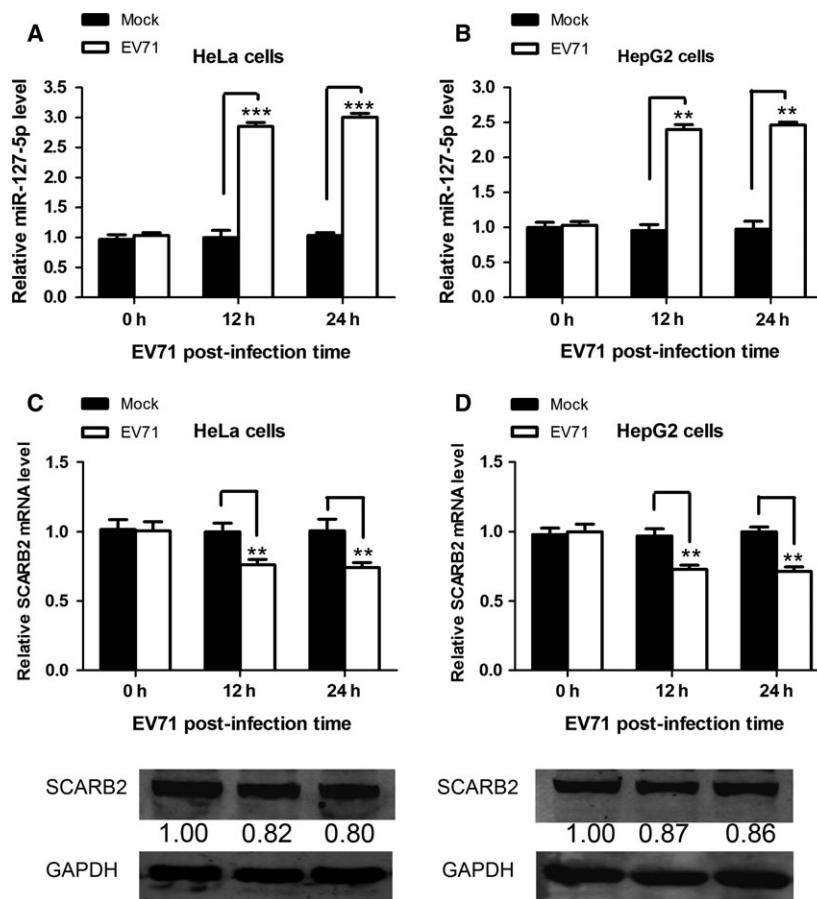 A
Mock
EV71
HeLa cells
Relative miR-127-5p level
3.5
3.0
2.5
2.0
1.5
1.0
0.5
0.0
***
***
0 h
12 h
24 h
EV71 post-infection time
B
Mock
EV71
HepG2 cells
Relative miR-127-5p level
3.0
2.5
2.0
1.5
1.0
0.5
0.0
**
**
0 h
12 h
24 h
EV71 post-infection time
C
Mock
EV71
HeLa cells
Relative SCARB2 mRNA level
1.5
1.0
0.5
0.0
**
**
0 h
12 h
24 h
EV71 post-infection time
D
Mock
EV71
HepG2 cells
Relative SCARB2 mRNA level
1.5
1.0
0.5
0.0
**
**
0 h
12 h
24 h
EV71 post-infection time
SCARB2
1.00 0.82 0.80
GAPDH
SCARB2
1.00 0.87 0.86
GAPDH